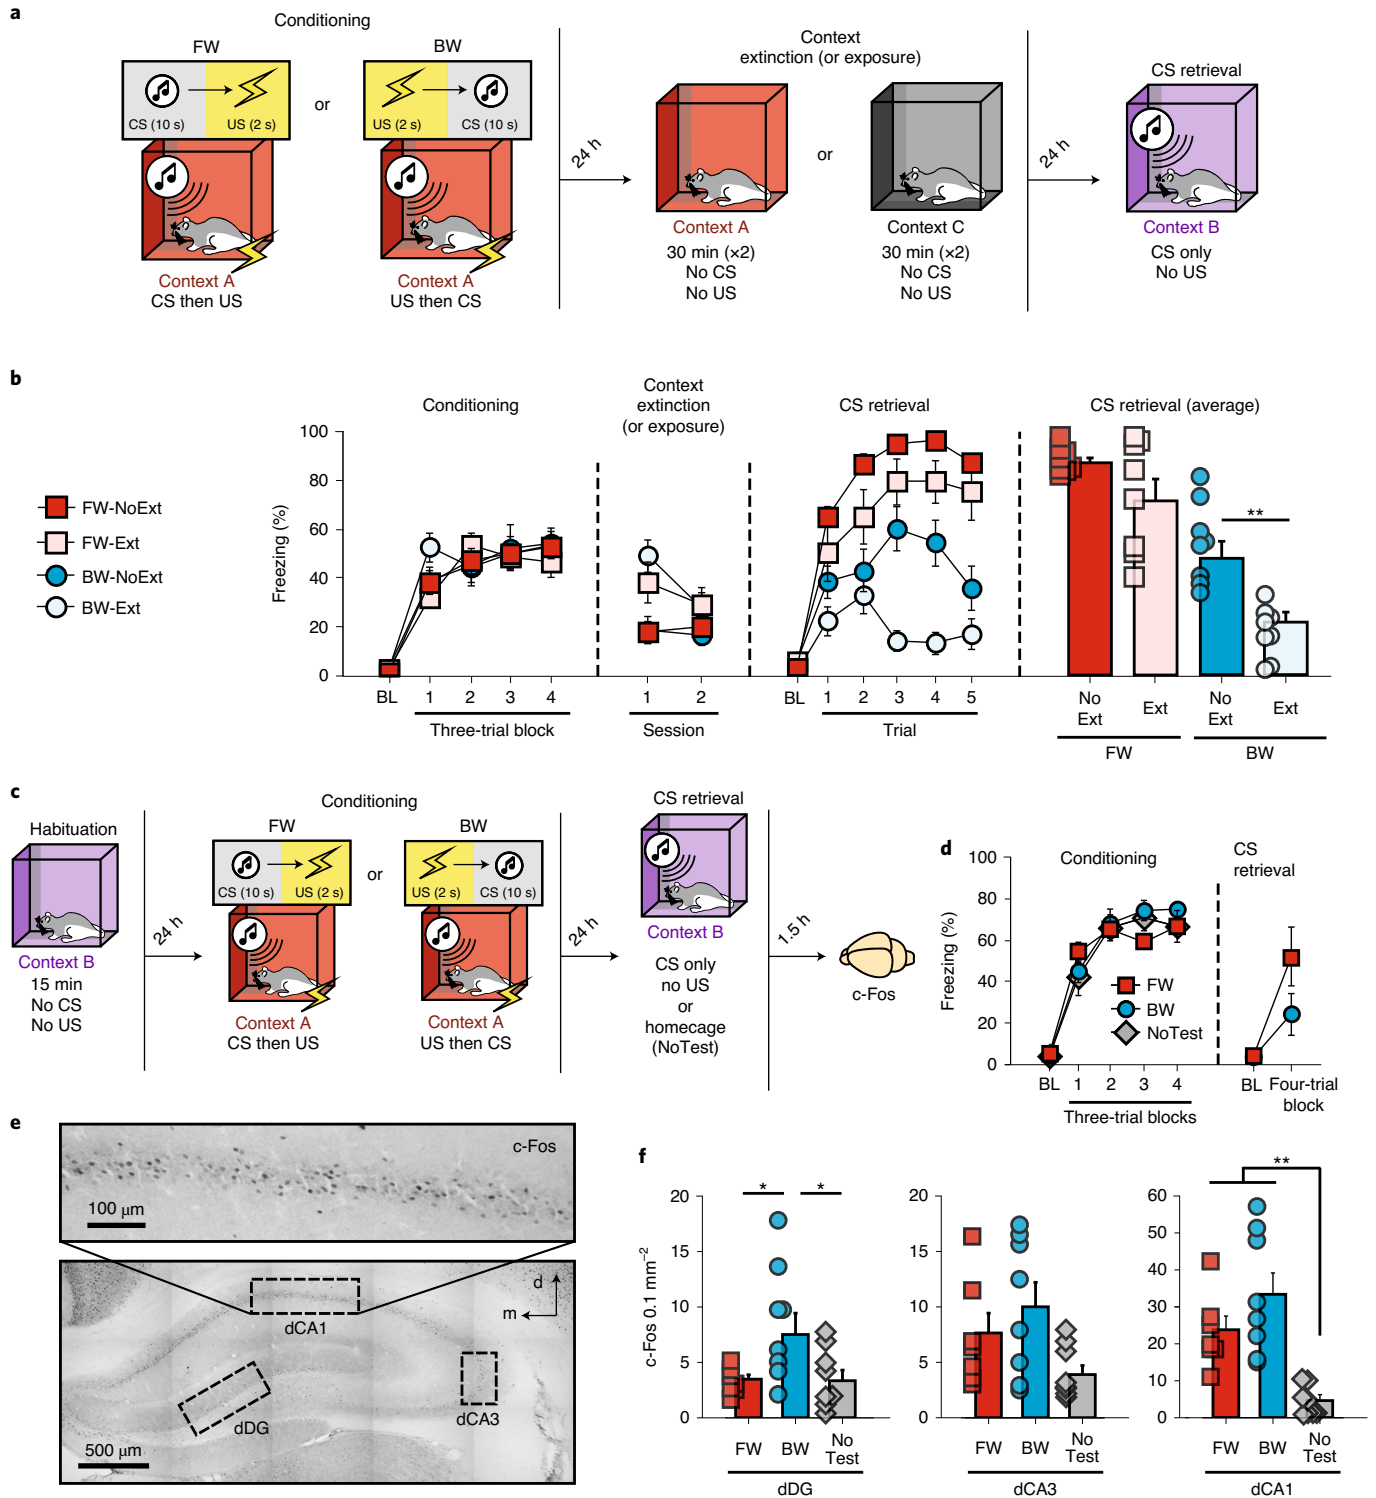 a
Conditioning
FW
BW
CS (10 s)
US (2 s)
or
US (2 s)
CS (10 s)
Context A
CS then US
Context A
US then CS
24 h
Context
extinction (or exposure)
or
Context A
30 min (×2)
No CS
No US
Context C
30 min (×2)
No CS
No US
24 h
CS retrieval
Context B
CS only
No US
b
FW-NoExt
FW-Ext
BW-NoExt
BW-Ext
Conditioning
Context
extinction
(or exposure)
CS retrieval
CS retrieval (average)
Freezing (%)
100
80
60
40
20
0
BL
1
2
3
4
Three-trial block
1
2
Session
BL
1
2
3
4
5
Trial
**
No
Ext
Ext
No
Ext
Ext
FW
BW
c
Habituation
Context B
15 min
No CS
No US
24 h
Conditioning
FW
BW
CS (10 s)
US (2 s)
or
US (2 s)
CS (10 s)
Context A
CS then US
Context A
US then CS
24 h
CS retrieval
Context B
CS only
no US
or
homecage
(NoTest)
1.5 h
c-Fos
d
Conditioning
CS
retrieval
Freezing (%)
100
80
60
40
20
0
FW
BW
NoTest
BL
1
2
3
4
Three-trial blocks
BL
Four-trial
block
e
c-Fos
100 μm
dCA1
d
m
dDG
dCA3
500 μm
f
c-Fos 0.1 mm⁻²
20
15
10
5
0
*
*
FW
BW
No
Test
dDG
20
15
10
5
0
FW
BW
No
Test
dCA3
60
50
40
30
20
10
0
**
FW
BW
No
Test
dCA1